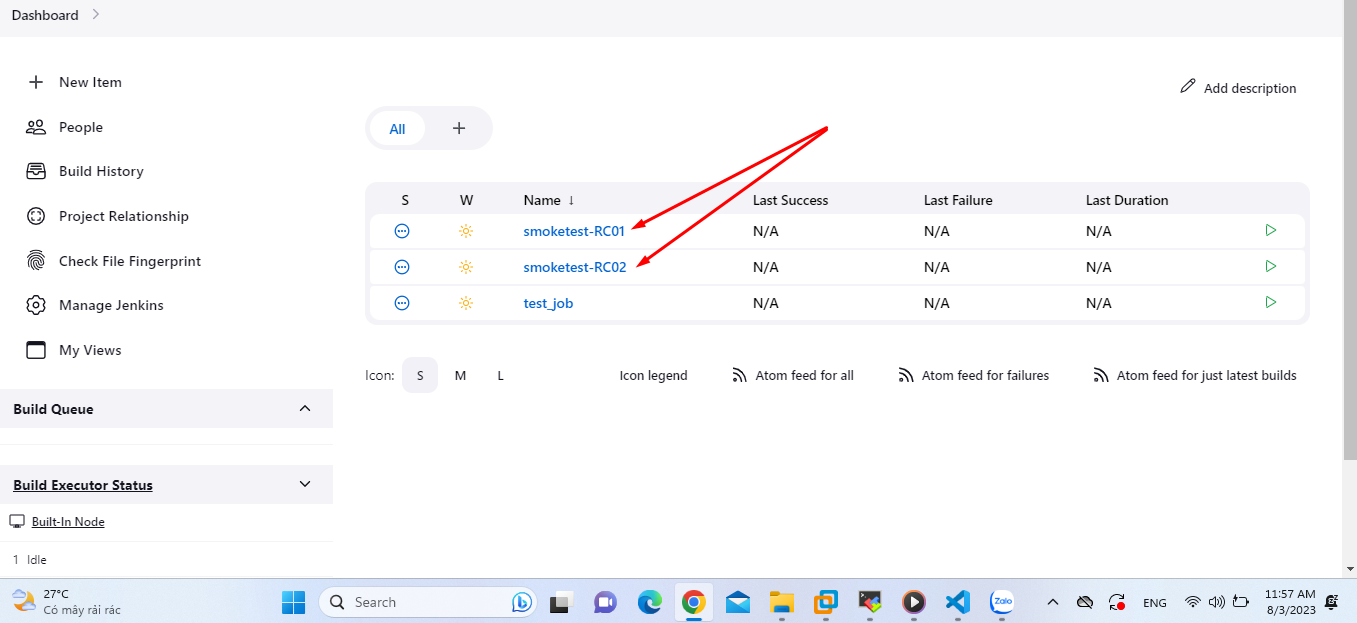 Dashboard
New Item
People
Build History
Project Relationship
Check File Fingerprint
Manage Jenkins
My Views
Build Queue
Build Executor Status
Built-In Node
1 Idle
Add description
All
S W Name ↓ Last Success Last Failure Last Duration
smoketest-RC01 N/A N/A N/A
smoketest-RC02 N/A N/A N/A
test_job N/A N/A N/A
Icon: S M L Icon legend Atom feed for all Atom feed for failures Atom feed for just latest builds
27°C
Có mây rải rác
Search
Zalo
ENG
11:57 AM
8/3/2023